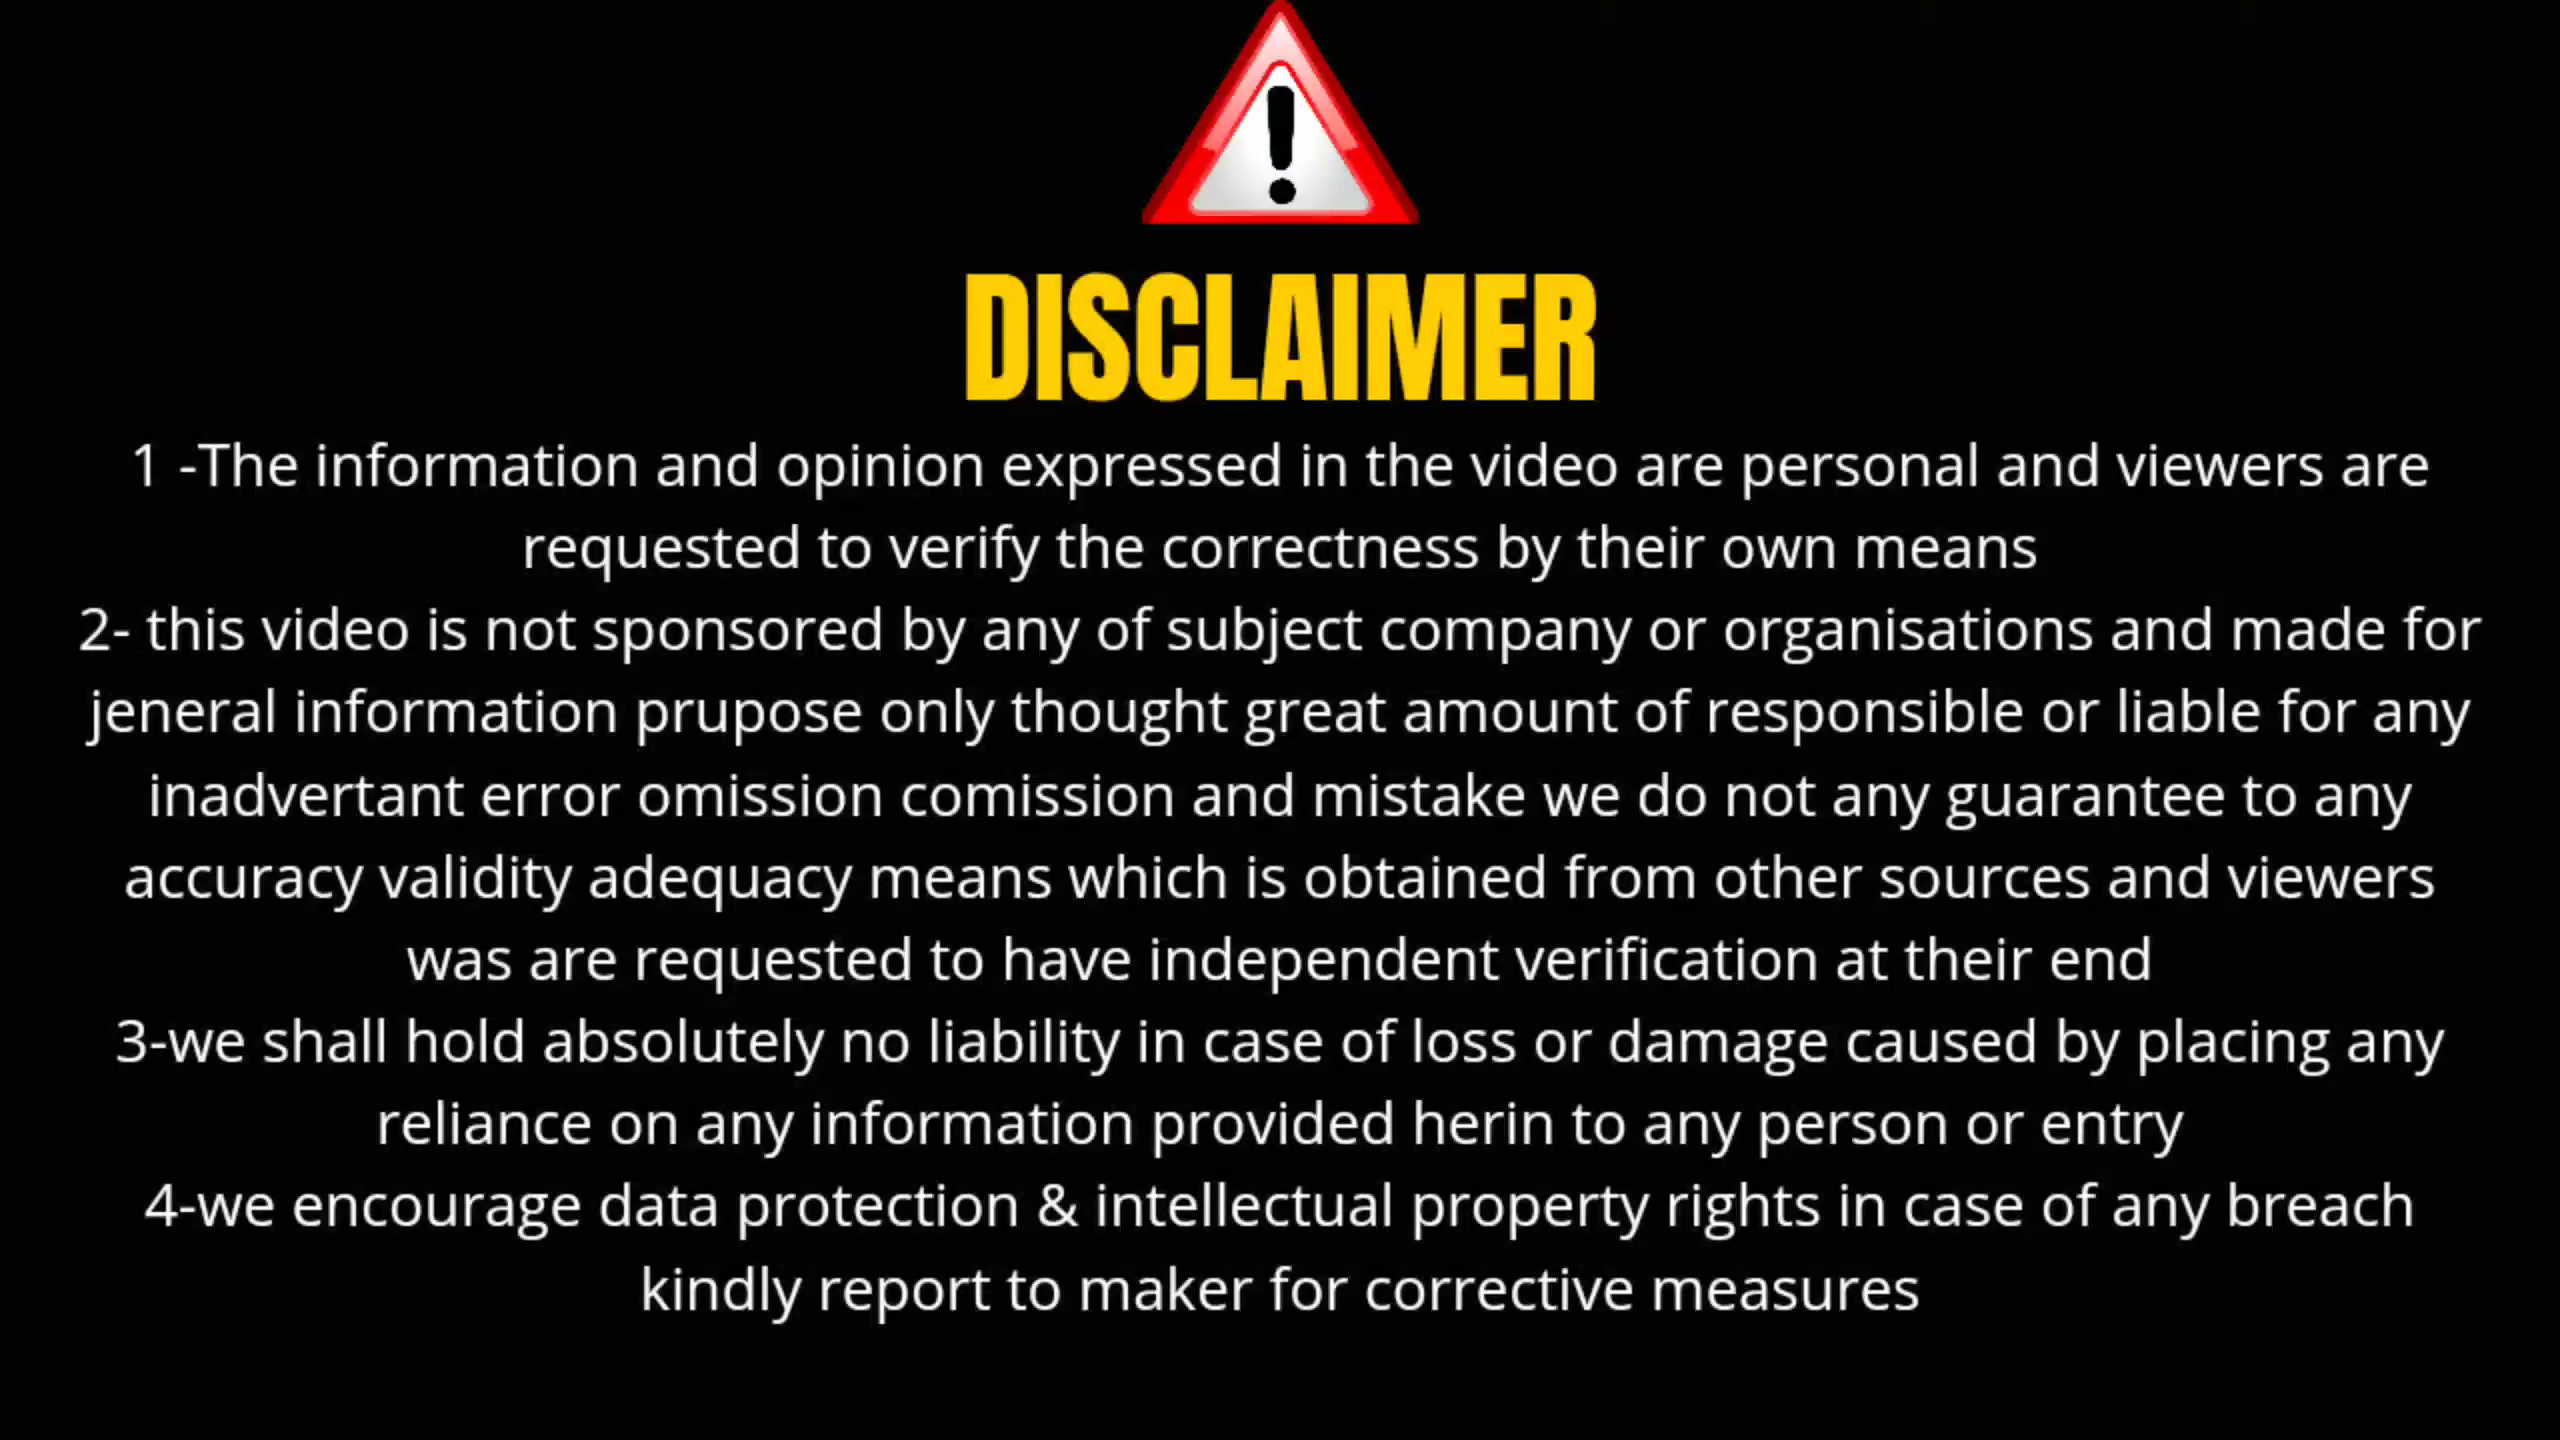 DISCLAIMER
1 -The information and opinion expressed in the video are personal and viewers are
requested to verify the correctness by their own means
2- this video is not sponsored by any of subject company or organisations and made for
jeneral information prupose only thought great amount of responsible or liable for any
inadvertant error omission comission and mistake we do not any guarantee to any
accuracy validity adequacy means which is obtained from other sources and viewers
was are requested to have independent verification at their end
3-we shall hold absolutely no liability in case of loss or damage caused by placing any
reliance on any information provided herin to any person or entry
4-we encourage data protection & intellectual property rights in case of any breach
kindly report to maker for corrective measures